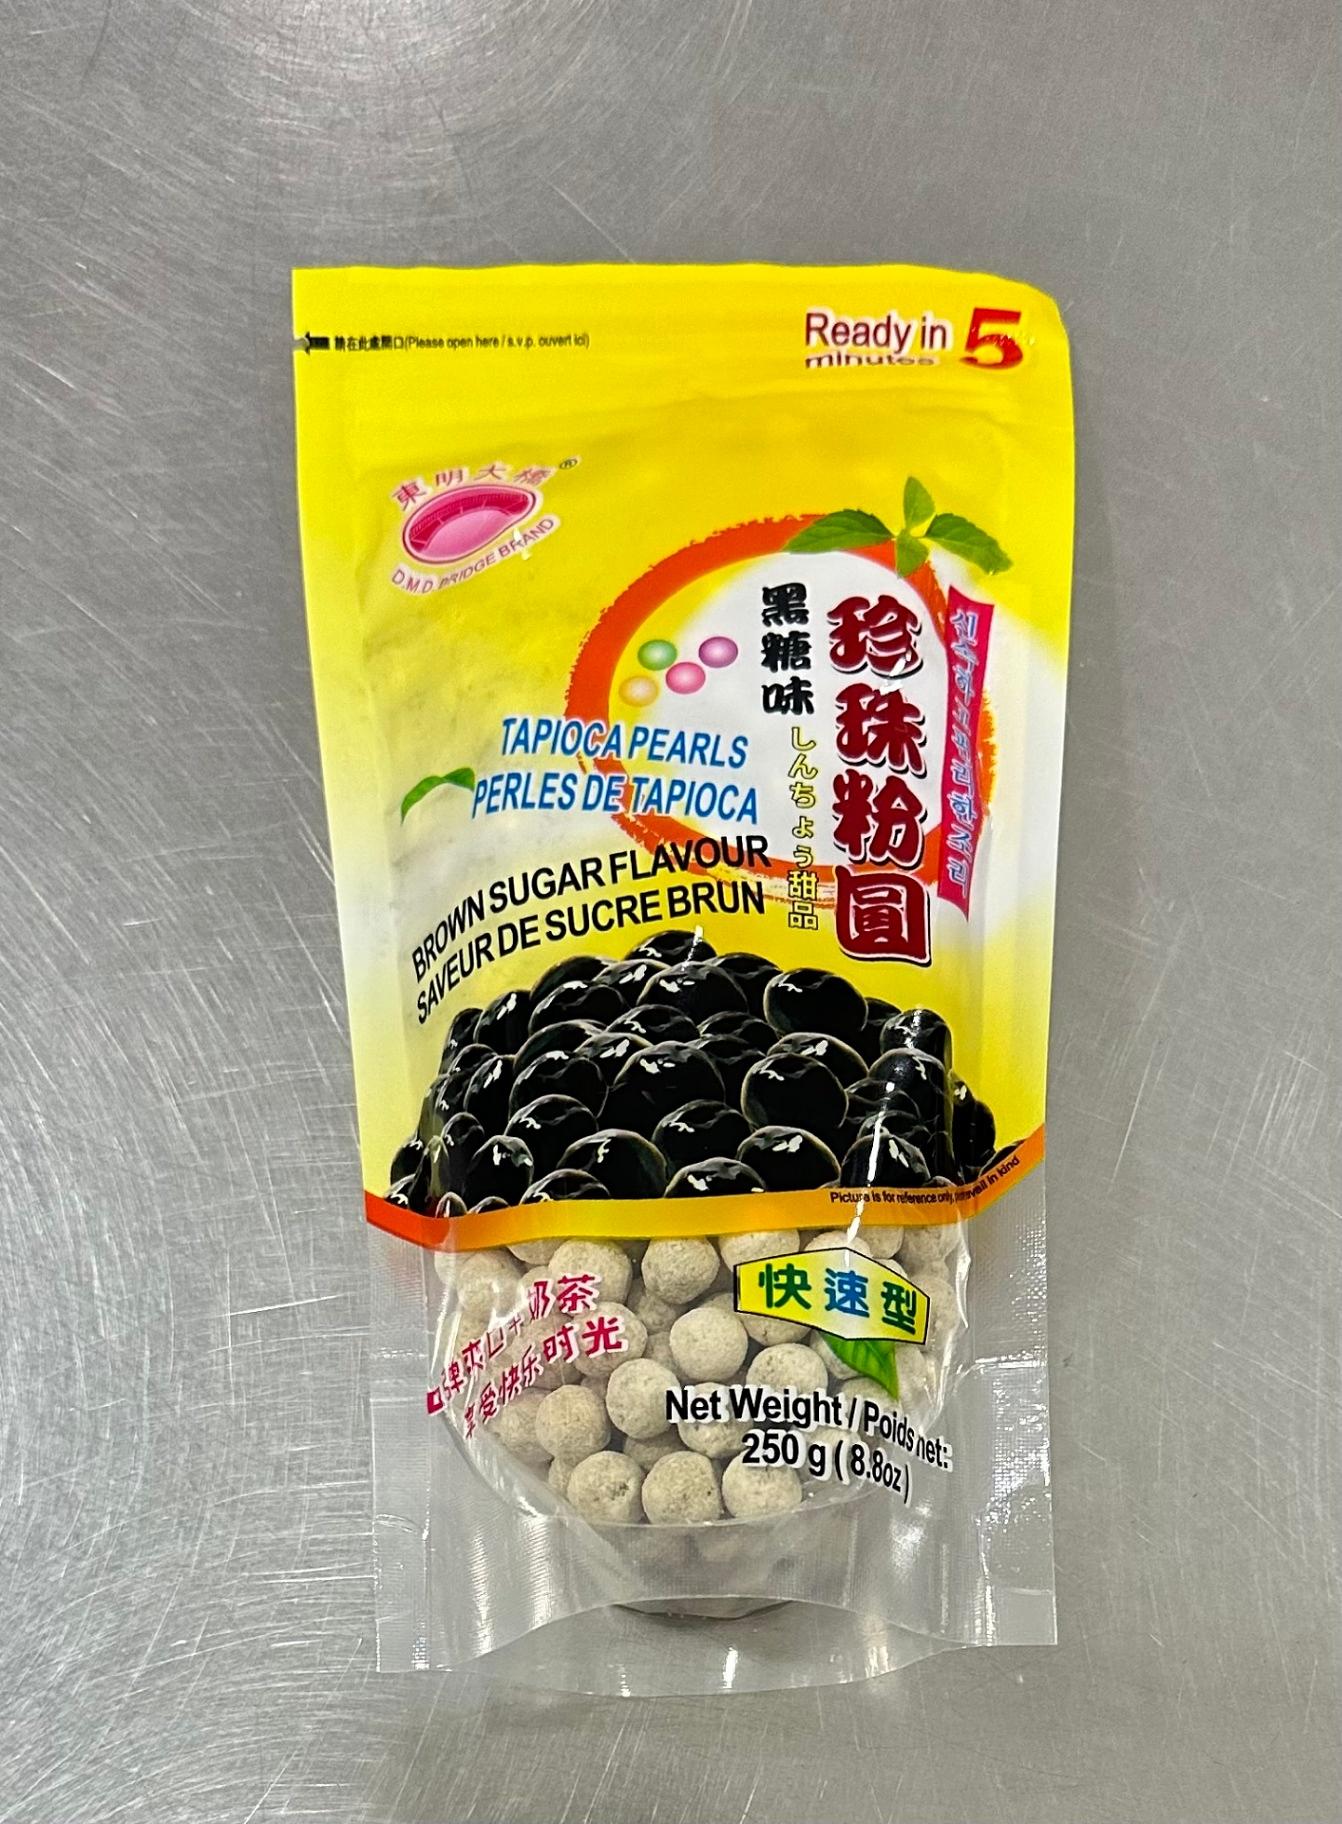 請在此處開口(Please open here / s.v.p. ouvert ici)
Ready in 5
minutes
東明大橋®
D.M.D. BRIDGE BRAND
珍珠粉圓
黑糖味
しんちょう甜品
TAPIOCA PEARLS
PERLES DE TAPIOCA
BROWN SUGAR FLAVOUR
SAVEUR DE SUCRE BRUN
Picture is for reference only, prevail in kind
快速型
奶茶
享受快乐时光
Net Weight / Poids net:
250 g ( 8.8oz )